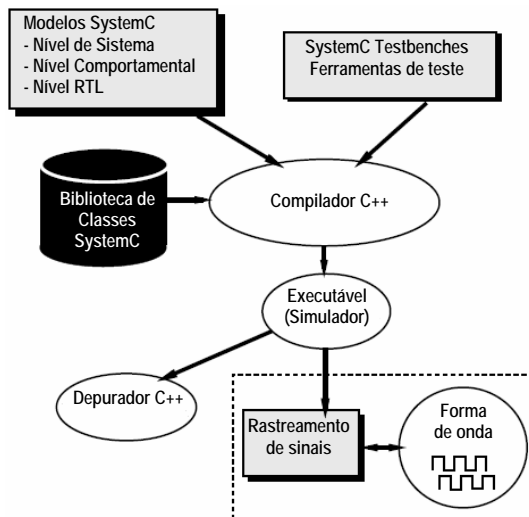 Modelos SystemC
- Nível de Sistema
- Nível Comportamental
- Nível RTL
SystemC Testbenches
Ferramentas de teste
Biblioteca de
Classes
SystemC
Compilador C++
Executável
(Simulador)
Depurador C++
Rastreamento
de sinais
Forma
de onda